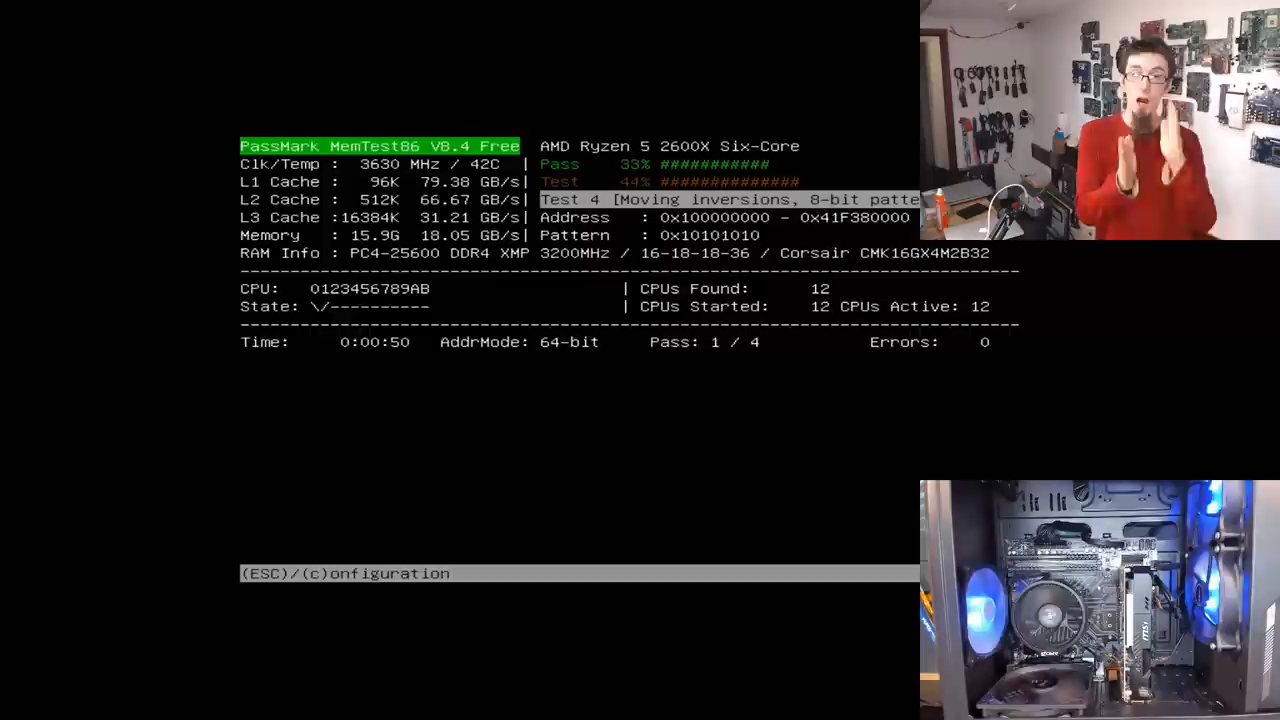 PassMark MemTest86 V8.4 Free AMD Ryzen 5 2600X Six-Core
Clk/Temp : 3630 MHz / 42C | Pass 33% ###########
L1 Cache : 96K 79.38 GB/s| Test 44% ##############
L2 Cache : 512K 66.67 GB/s| Test 4 [Moving inversions, 8-bit patte
L3 Cache :16384K 31.21 GB/s| Address : 0x100000000 - 0x41F380000
Memory : 15.9G 18.05 GB/s| Pattern : 0x10101010
RAM Info : PC4-25600 DDR4 XMP 3200MHz / 16-18-18-36 / Corsair CMK16GX4M2B32
CPU: 0123456789AB | CPUs Found: 12
State: \/---------- | CPUs Started: 12 CPUs Active: 12
Time: 0:00:50 AddrMode: 64-bit Pass: 1 / 4 Errors: 0
(ESC)/(c)onfiguration
msi